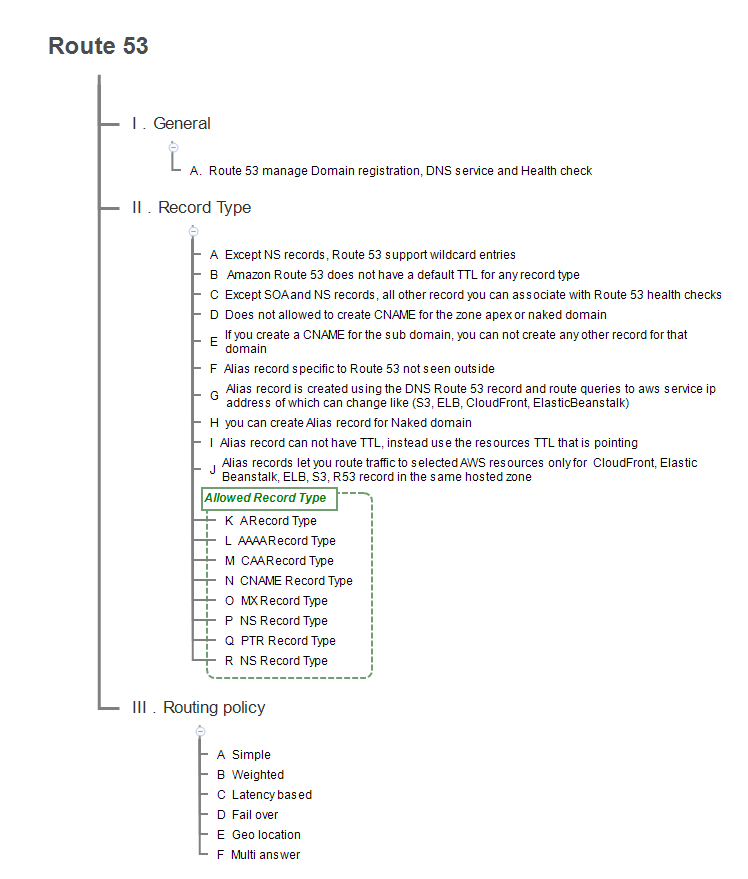 Route 53
I . General
A. Route 53 manage Domain registration, DNS service and Health check
II . Record Type
A Except NS records, Route 53 support wildcard entries
B Amazon Route 53 does not have a default TTL for any record type
C Except SOA and NS records, all other record you can associate with Route 53 health checks
D Does not allowed to create CNAME for the zone apex or naked domain
E If you create a CNAME for the sub domain, you can not create any other record for that
domain
F Alias record specific to Route 53 not seen outside
G Alias record is created using the DNS Route 53 record and route queries to aws service ip
address of which can change like (S3, ELB, CloudFront, ElasticBeanstalk)
H you can create Alias record for Naked domain
I Alias record can not have TTL, instead use the resources TTL that is pointing
J Alias records let you route traffic to selected AWS resources only for CloudFront, Elastic
Beanstalk, ELB, S3, R53 record in the same hosted zone
Allowed Record Type
K A Record Type
L AAAA Record Type
M CAA Record Type
N CNAME Record Type
O MX Record Type
P NS Record Type
Q PTR Record Type
R NS Record Type
III . Routing policy
A Simple
B Weighted
C Latency based
D Fail over
E Geo location
F Multi answer